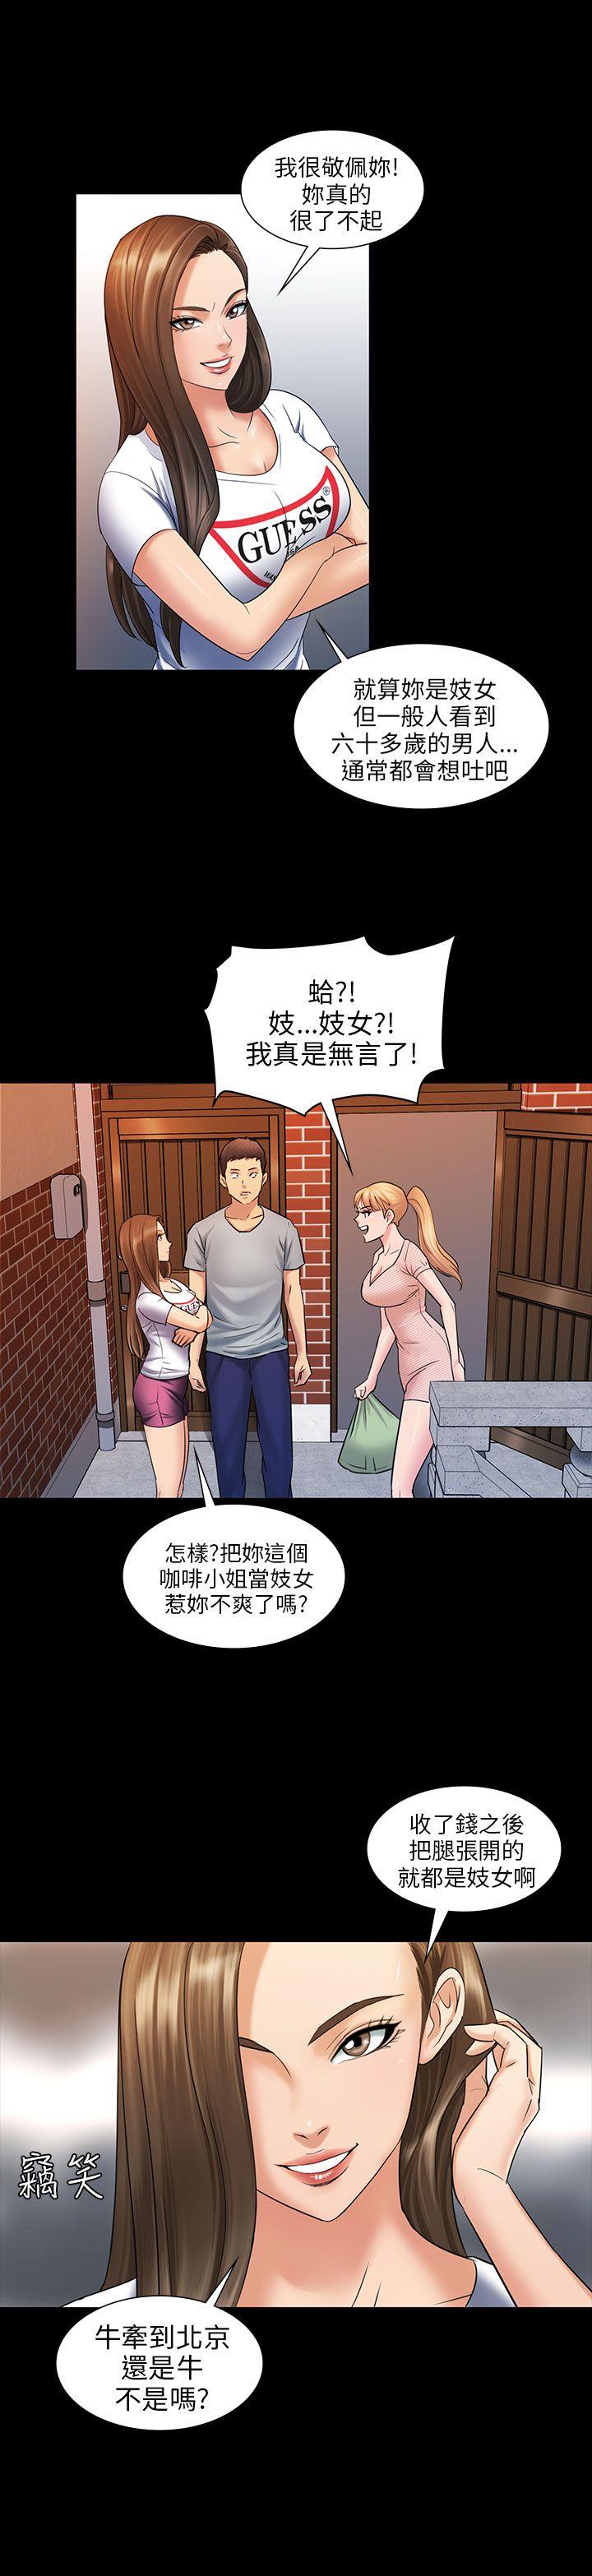 我很敬佩妳!
妳真的
很了不起
GUESS
USA
就算妳是妓女
但一般人看到
六十多歲的男人...
通常都會想吐吧
蛤?!
妓...妓女?!
我真是無言了!
怎樣?把妳這個
咖啡小姐當妓女
惹妳不爽了嗎?
收了錢之後
把腿張開的
就都是妓女啊
竊笑
牛牽到北京
還是牛
不是嗎?